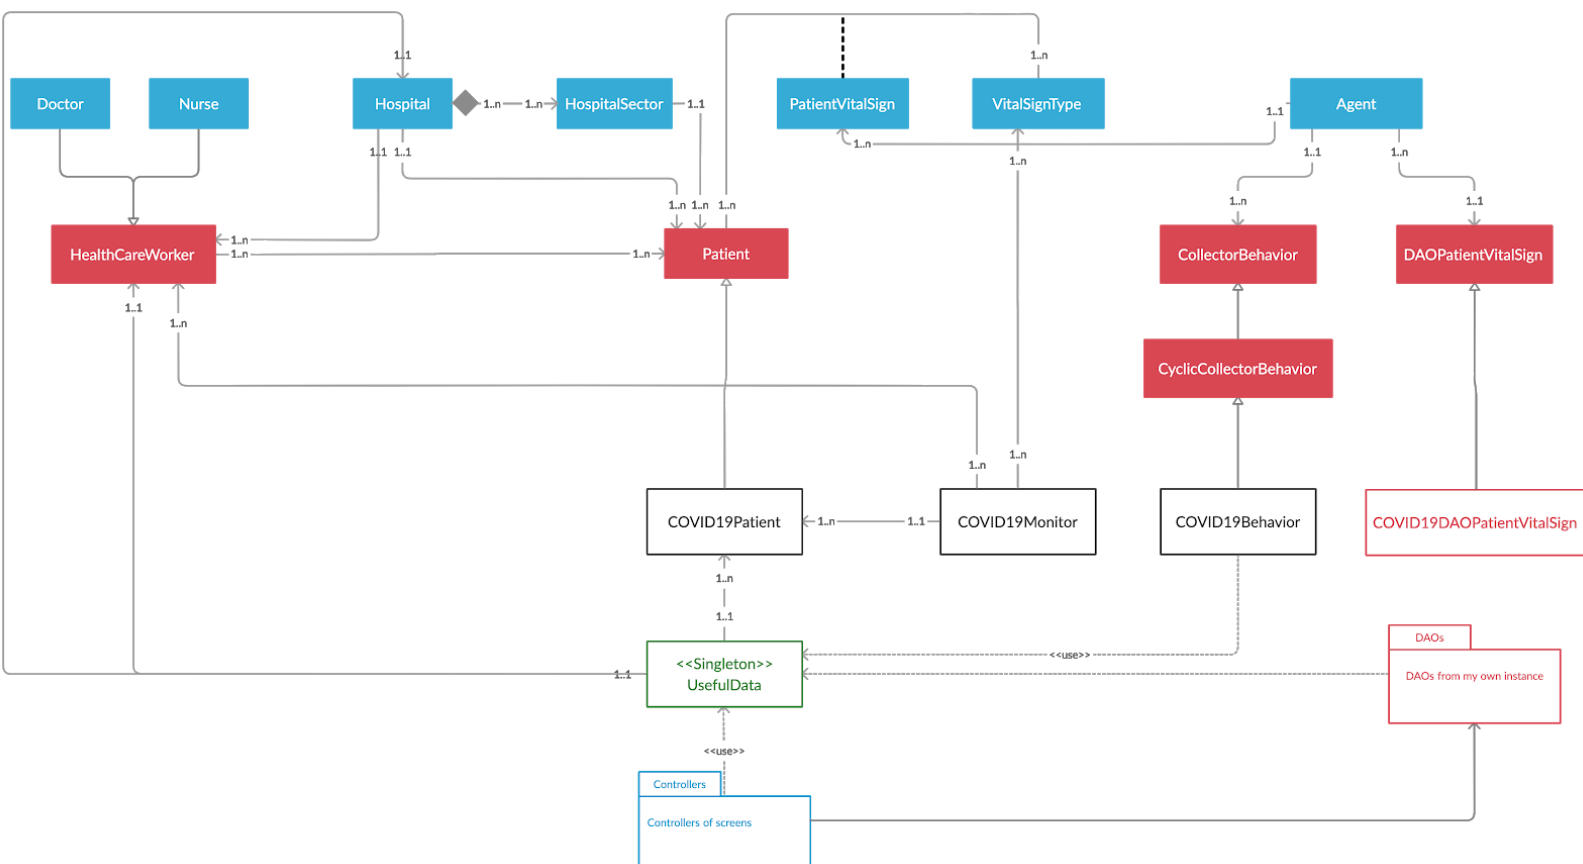 1..1
1..n
Doctor
Nurse
Hospital
1..n
1..n
HospitalSector
1..1
PatientVitalSign
VitalSignType
1..1
Agent
1..1
1..1
1..n
1..n
1..1
1..n
1..n
1..n
1..n
1..n
1..1
1..n
HealthCareWorker
1..n
1..n
Patient
CollectorBehavior
DAOPatientVitalSign
1..1
1..n
CyclicCollectorBehavior
1..n
1..n
COVID19Patient
1..n
1..1
COVID19Monitor
COVID19Behavior
COVID19DAOPatientVitalSign
1..n
1..1
<<Singleton>>
UsefulData
1..1
<<use>>
DAOs
DAOs from my own instance
<<use>>
Controllers
Controllers of screens